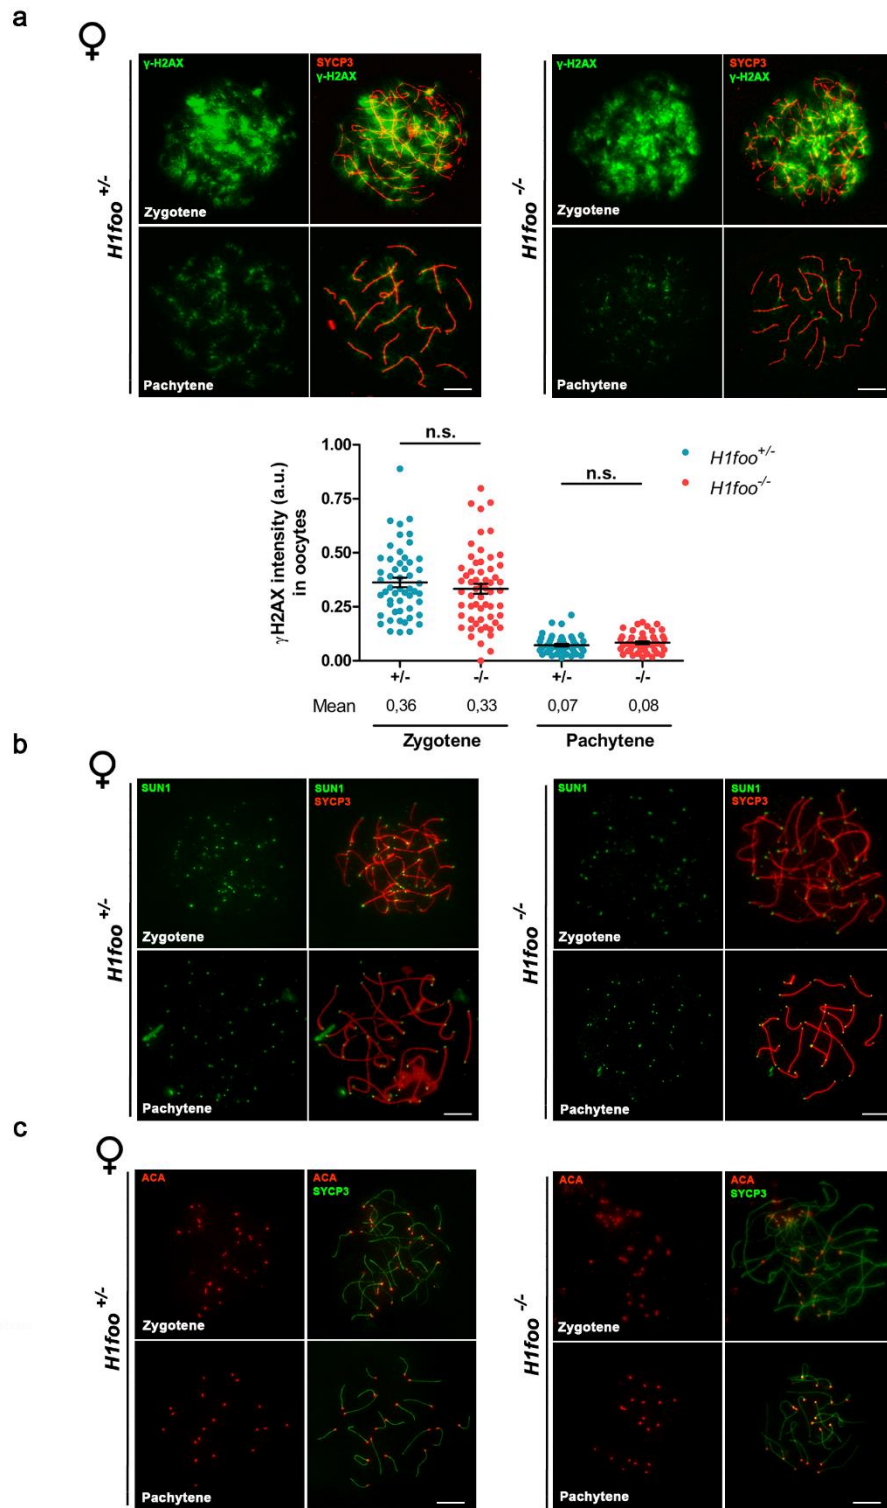 a
♀
γ-H2AX
SYCP3
γ-H2AX
Zygotene
Pachytene
H1foo +/-
γ-H2AX
SYCP3
γ-H2AX
Zygotene
Pachytene
H1foo -/-
n.s.
n.s.
H1foo+/-
H1foo-/-
γH2AX intensity (a.u.)
in oocytes
1.00
0.75
0.50
0.25
0.00
+/- -/- +/- -/-
Mean 0,36 0,33 0,07 0,08
Zygotene Pachytene
b
♀
SUN1
SUN1
SYCP3
Zygotene
Pachytene
H1foo +/-
SUN1
SUN1
SYCP3
Zygotene
Pachytene
H1foo -/-
c
♀
ACA
ACA
SYCP3
Zygotene
Pachytene
H1foo +/-
ACA
ACA
SYCP3
Zygotene
Pachytene
H1foo -/-